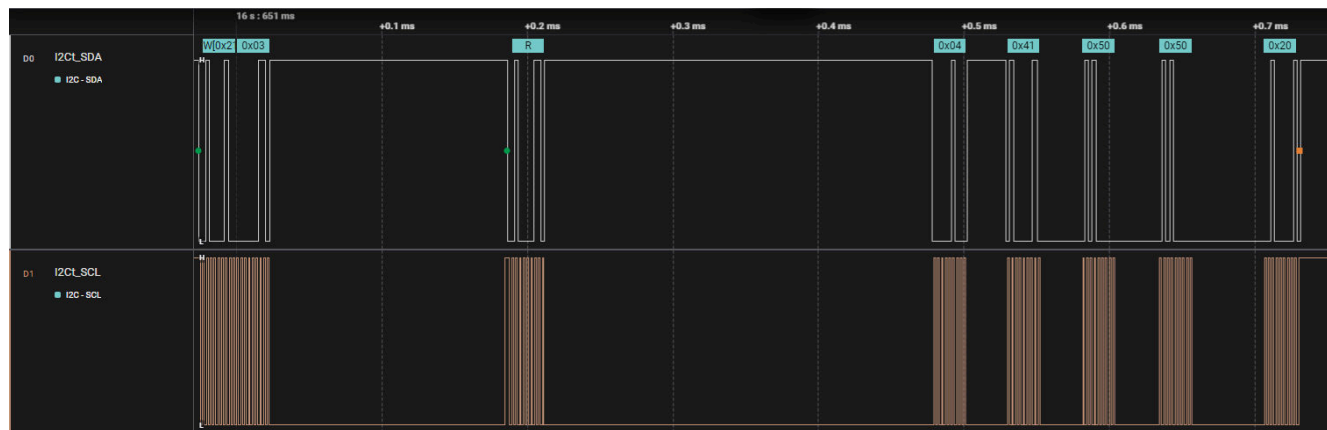 16 s : 651 ms
+0.1 ms +0.2 ms +0.3 ms +0.4 ms +0.5 ms +0.6 ms +0.7 ms
W[0x21 0x03 R 0x04 0x41 0x50 0x50 0x20
D0 I2Ct_SDA
H
I2C - SDA
L
D1 I2Ct_SCL
H
I2C - SCL
L